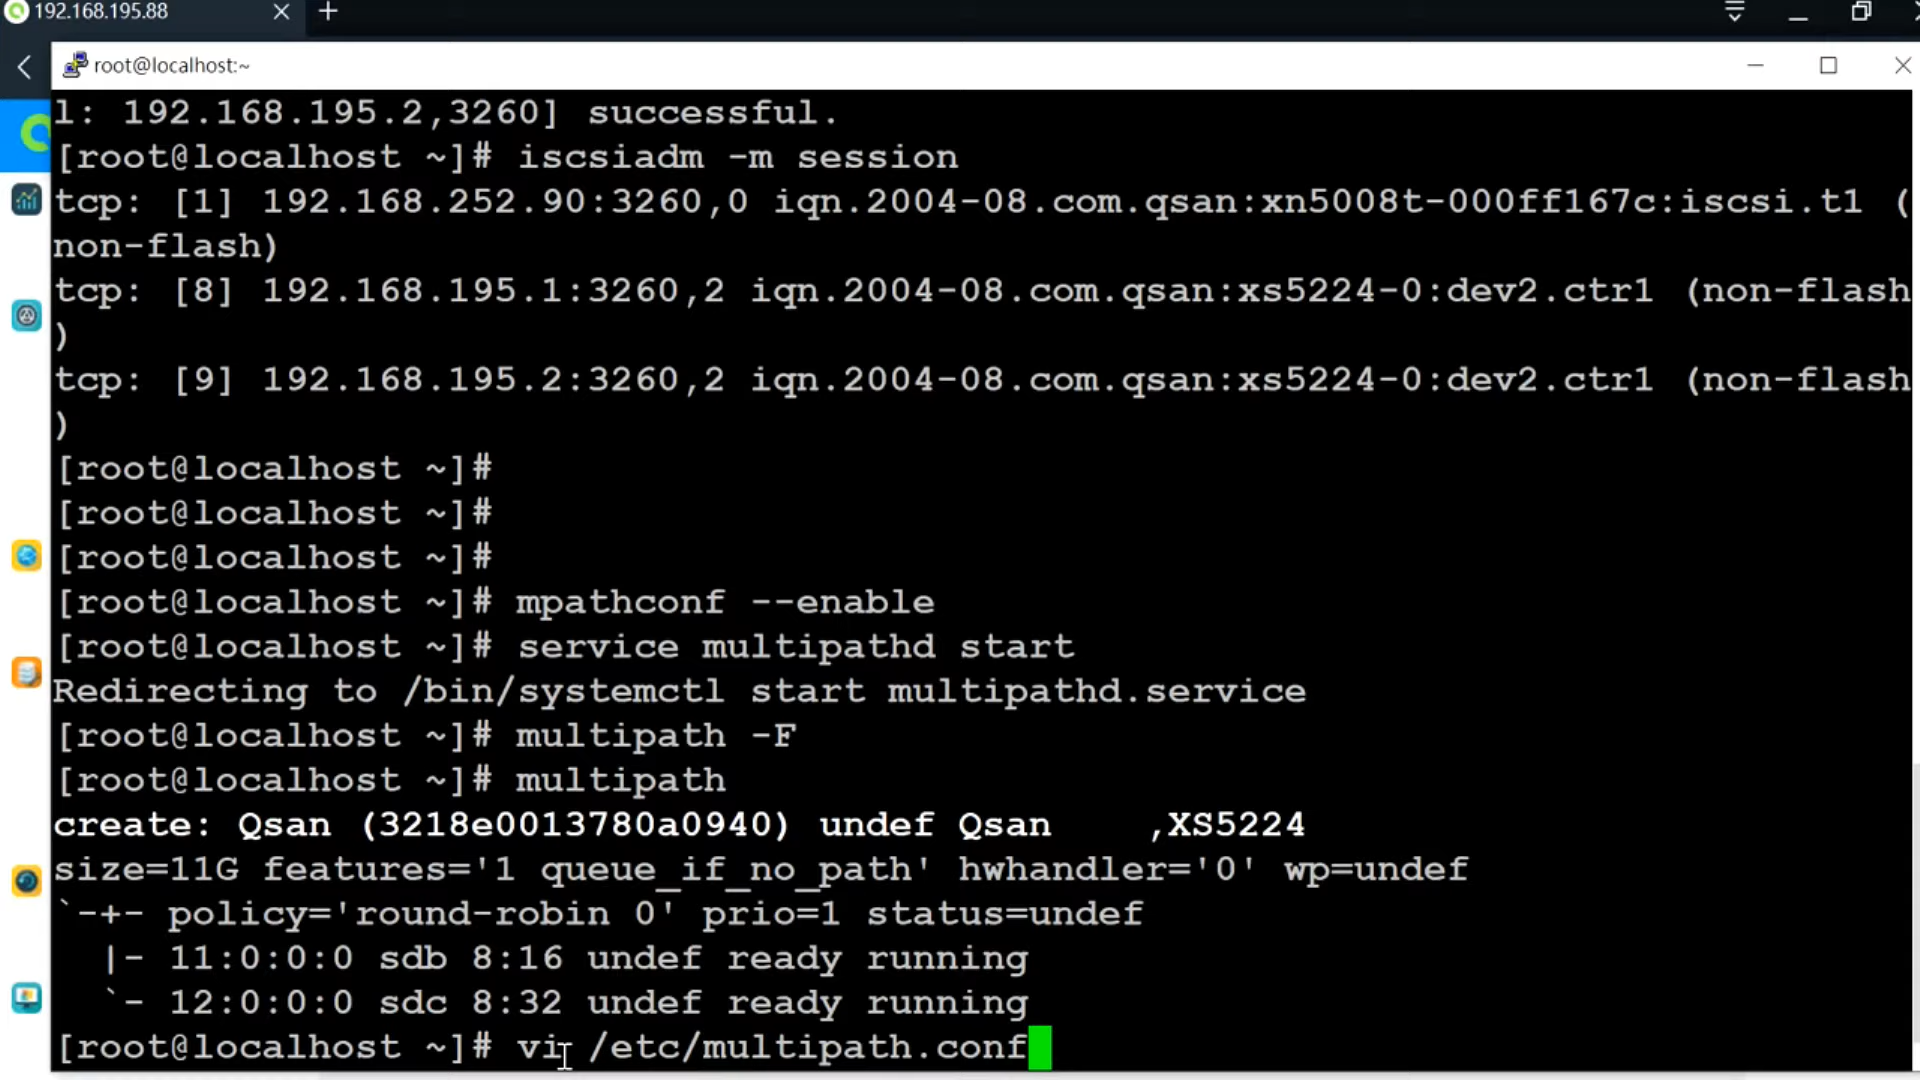 192.168.195.88
root@localhost:~
l: 192.168.195.2,3260] successful.
[root@localhost ~]# iscsiadm -m session
tcp: [1] 192.168.252.90:3260,0 iqn.2004-08.com.qsan:xn5008t-000ff167c:iscsi.t1 (
non-flash)
tcp: [8] 192.168.195.1:3260,2 iqn.2004-08.com.qsan:xs5224-0:dev2.ctr1 (non-flash
)
tcp: [9] 192.168.195.2:3260,2 iqn.2004-08.com.qsan:xs5224-0:dev2.ctr1 (non-flash
)
[root@localhost ~]#
[root@localhost ~]#
[root@localhost ~]#
[root@localhost ~]# mpathconf --enable
[root@localhost ~]# service multipathd start
Redirecting to /bin/systemctl start multipathd.service
[root@localhost ~]# multipath -F
[root@localhost ~]# multipath
create: Qsan (3218e0013780a0940) undef Qsan    ,XS5224
size=11G features='1 queue_if_no_path' hwhandler='0' wp=undef
`-+- policy='round-robin 0' prio=1 status=undef
  |- 11:0:0:0 sdb 8:16 undef ready running
  `- 12:0:0:0 sdc 8:32 undef ready running
[root@localhost ~]# vi /etc/multipath.conf